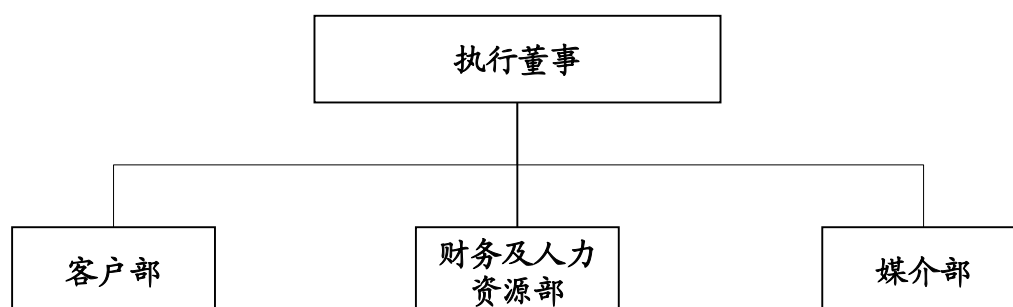 执行董事
客户部
财务及人力
资源部
媒介部